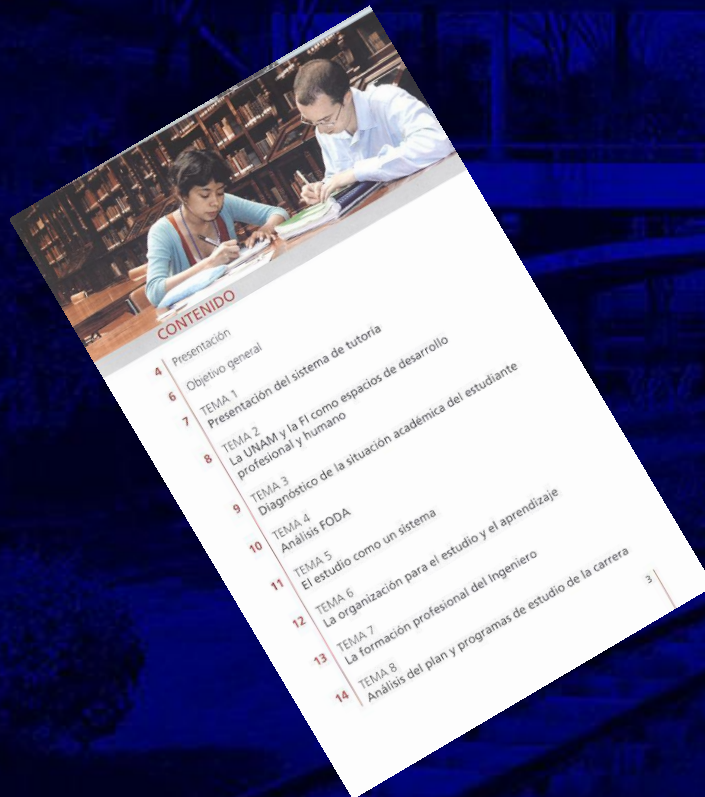 CONTENIDO
4 Presentación
6 Objetivo general
TEMA 1
7 Presentación del sistema de tutoría
TEMA 2
8 La UNAM y la FI como espacios de desarrollo
profesional y humano
TEMA 3
9 Diagnóstico de la situación académica del estudiante
TEMA 4
10 Análisis FODA
TEMA 5
11 El estudio como un sistema
TEMA 6
12 La organización para el estudio y el aprendizaje
TEMA 7
13 La formación profesional del Ingeniero
TEMA 8
14 Análisis del plan y programas de estudio de la carrera
3